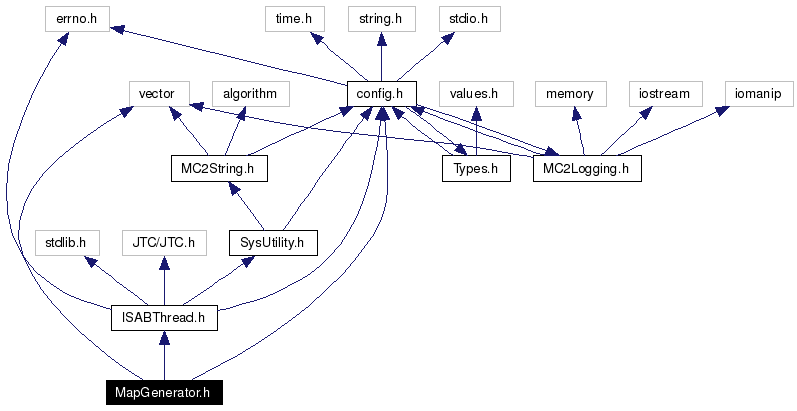 errno.h
time.h
string.h
stdio.h
vector
algorithm
config.h
values.h
memory
iostream
iomanip
MC2String.h
Types.h
MC2Logging.h
stdlib.h
JTC/JTC.h
SysUtility.h
ISABThread.h
MapGenerator.h